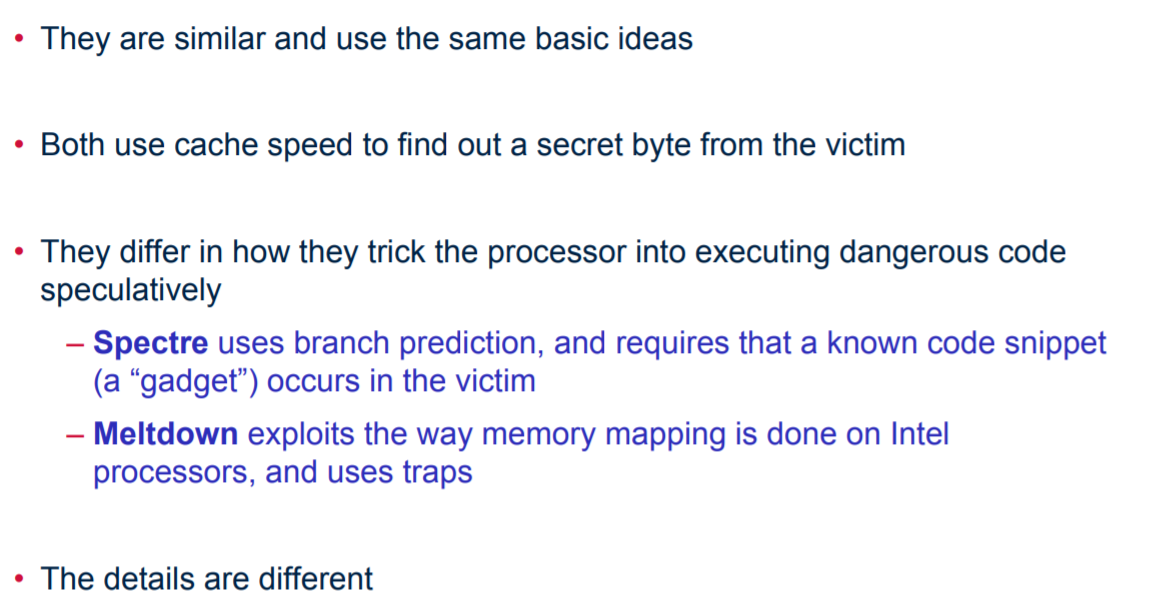 • They are similar and use the same basic ideas
• Both use cache speed to find out a secret byte from the victim
• They differ in how they trick the processor into executing dangerous code
speculatively
– Spectre uses branch prediction, and requires that a known code snippet
(a “gadget”) occurs in the victim
– Meltdown exploits the way memory mapping is done on Intel
processors, and uses traps
• The details are different